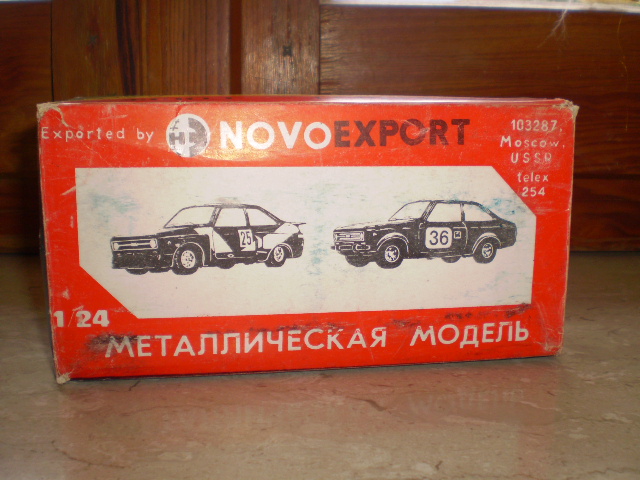 Exported by NOVOEXPORT
103287,
Moscow,
USSR
telex
254
25
36
1/24
МЕТАЛЛИЧЕСКАЯ МОДЕЛЬ